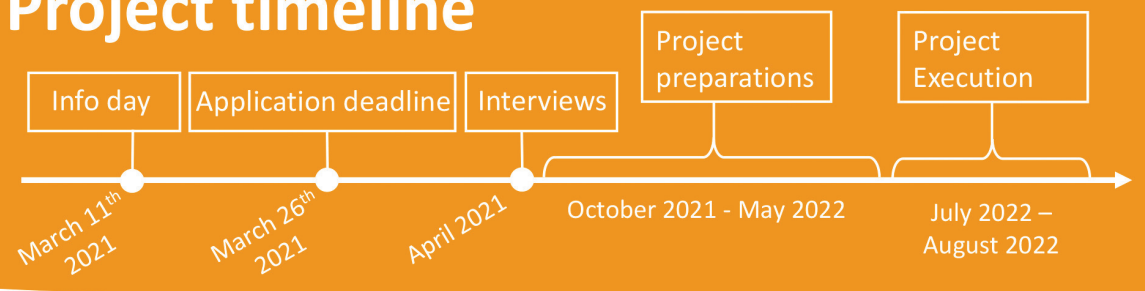 Project timeline
Info day
Application deadline
Interviews
Project
preparations
Project
Execution
March 11th
2021
March 26th
2021
April 2021
October 2021 - May 2022
July 2022 –
August 2022